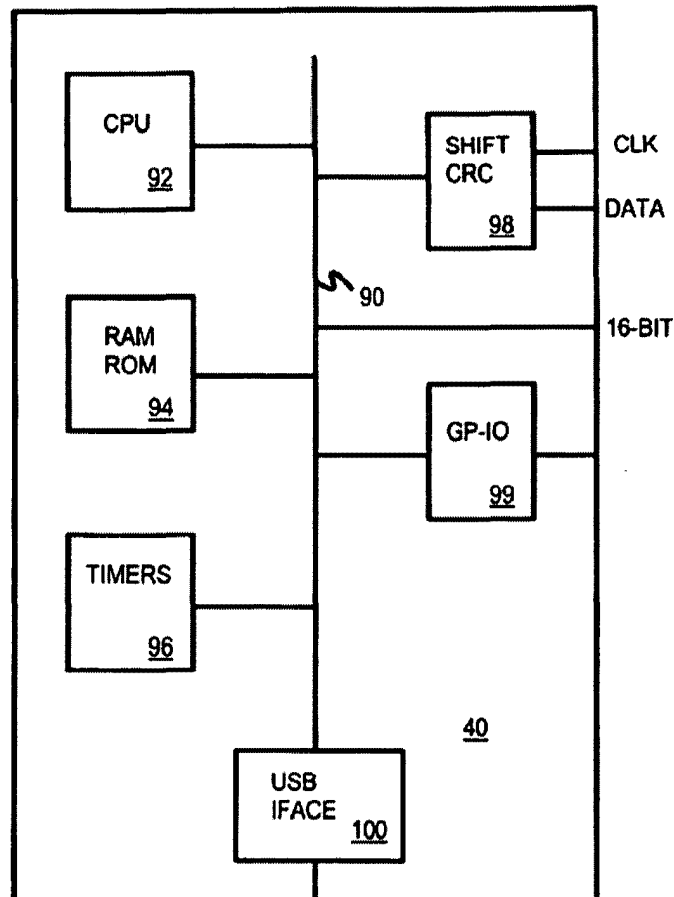 CPU
92
SHIFT
CRC
98
CLK
DATA
90
16-BIT
RAM
ROM
94
GP-IO
99
TIMERS
96
40
USB
IFACE
100